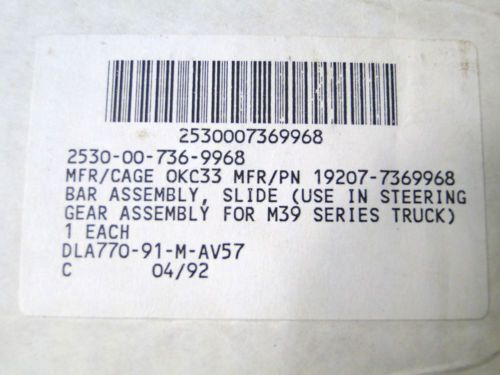 2530007369968
2530-00-736-9968
MFR/CAGE OKC33 MFR/PN 19207-7369968
BAR ASSEMBLY, SLIDE (USE IN STEERING
GEAR ASSEMBLY FOR M39 SERIES TRUCK)
1 EACH
DLA770-91-M-AV57
C 04/92